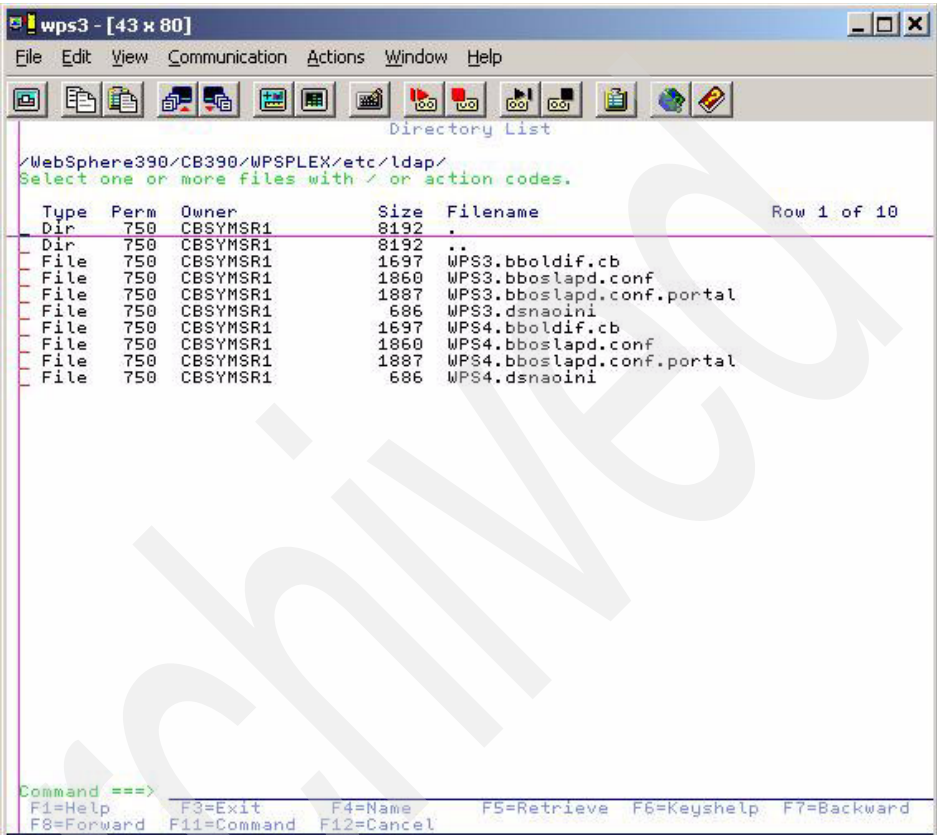 wps3 - [43 x 80]
File Edit View Communication Actions Window Help
Directory List
/WebSphere390/CB390/WPSPLEX/etc/ldap/
Select one or more files with / or action codes.
Type Perm Owner Size Filename Row 1 of 10
_ Dir 750 CBSYMSR1 8192 .
_ Dir 750 CBSYMSR1 8192 ..
_ File 750 CBSYMSR1 1697 WPS3.bboldif.cb
_ File 750 CBSYMSR1 1860 WPS3.bboslapd.conf
_ File 750 CBSYMSR1 1887 WPS3.bboslapd.conf.portal
_ File 750 CBSYMSR1 686 WPS3.dsnaoini
_ File 750 CBSYMSR1 1697 WPS4.bboldif.cb
_ File 750 CBSYMSR1 1860 WPS4.bboslapd.conf
_ File 750 CBSYMSR1 1887 WPS4.bboslapd.conf.portal
_ File 750 CBSYMSR1 686 WPS4.dsnaoini
Command ===>
F1=Help F3=Exit F4=Name F5=Retrieve F6=Keyshelp F7=Backward
F8=Forward F11=Command F12=Cancel
chived